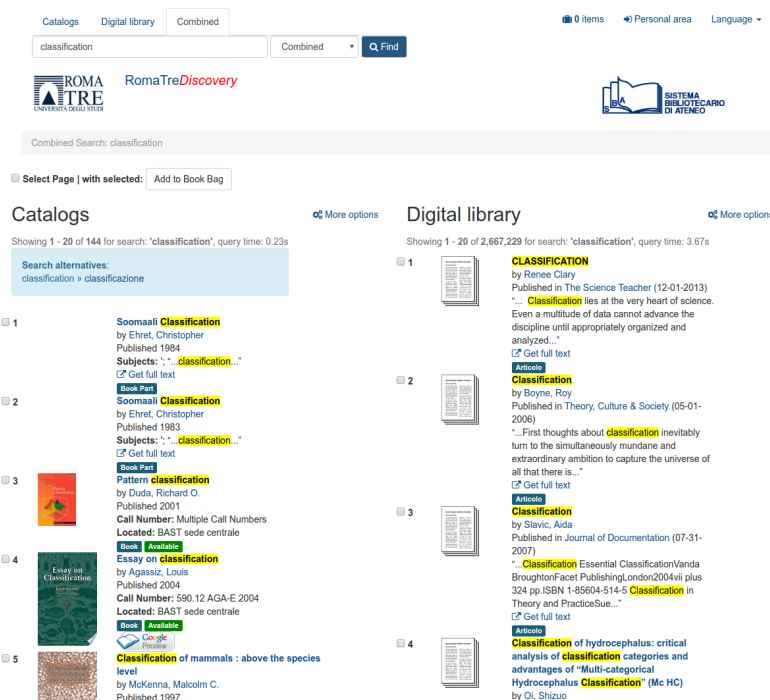 Catalogs Digital library Combined 0 items Personal area Language
classification Combined Find
ROMA
TRE
UNIVERSITÀ DEGLI STUDI
RomaTreDiscovery
SBA
SISTEMA
BIBLIOTECARIO
DI ATENEO
Combined Search: classification
Select Page | with selected: Add to Book Bag
Catalogs
More options
Showing 1 - 20 of 144 for search: 'classification', query time: 0.23s
Search alternatives:
classification » classificazione
1
Soomaali Classification
by Ehret, Christopher
Published 1984
Subjects: '; "...classification..."
Get full text
Book Part
2
Soomaali Classification
by Ehret, Christopher
Published 1983
Subjects: '; "...classification..."
Get full text
Book Part
3
Pattern classification
by Duda, Richard O.
Published 2001
Call Number: Multiple Call Numbers
Located: BAST sede centrale
Book Available
4
Essay on
Classification
Essay on classification
by Agassiz, Louis
Published 2004
Call Number: 590.12 AGA-E 2004
Located: BAST sede centrale
Book Available
Google
Preview
5
Classification of mammals : above the species
level
by McKenna, Malcolm C.
Published 1997
Digital library
More options
Showing 1 - 20 of 2,667,229 for search: 'classification', query time: 3.67s
1
CLASSIFICATION
by Renee Clary
Published in The Science Teacher (12-01-2013)
"... Classification lies at the very heart of science.
Even a multitude of data cannot advance the
discipline until appropriately organized and
analyzed..."
Get full text
Articolo
2
Classification
by Boyne, Roy
Published in Theory, Culture & Society (05-01-
2006)
"...First thoughts about classification inevitably
turn to the simultaneously mundane and
extraordinary ambition to capture the universe of
all that there is..."
Get full text
Articolo
3
Classification
by Slavic, Aida
Published in Journal of Documentation (07-31-
2007)
"...Classification Essential ClassificationVanda
BroughtonFacet PublishingLondon2004vii plus
324 pp.ISBN 1-85604-514-5 Classification in
Theory and PracticeSue..."
Get full text
Articolo
4
Classification of hydrocephalus: critical
analysis of classification categories and
advantages of "Multi-categorical
Hydrocephalus Classification" (Mc HC)
by Oi, Shizuo